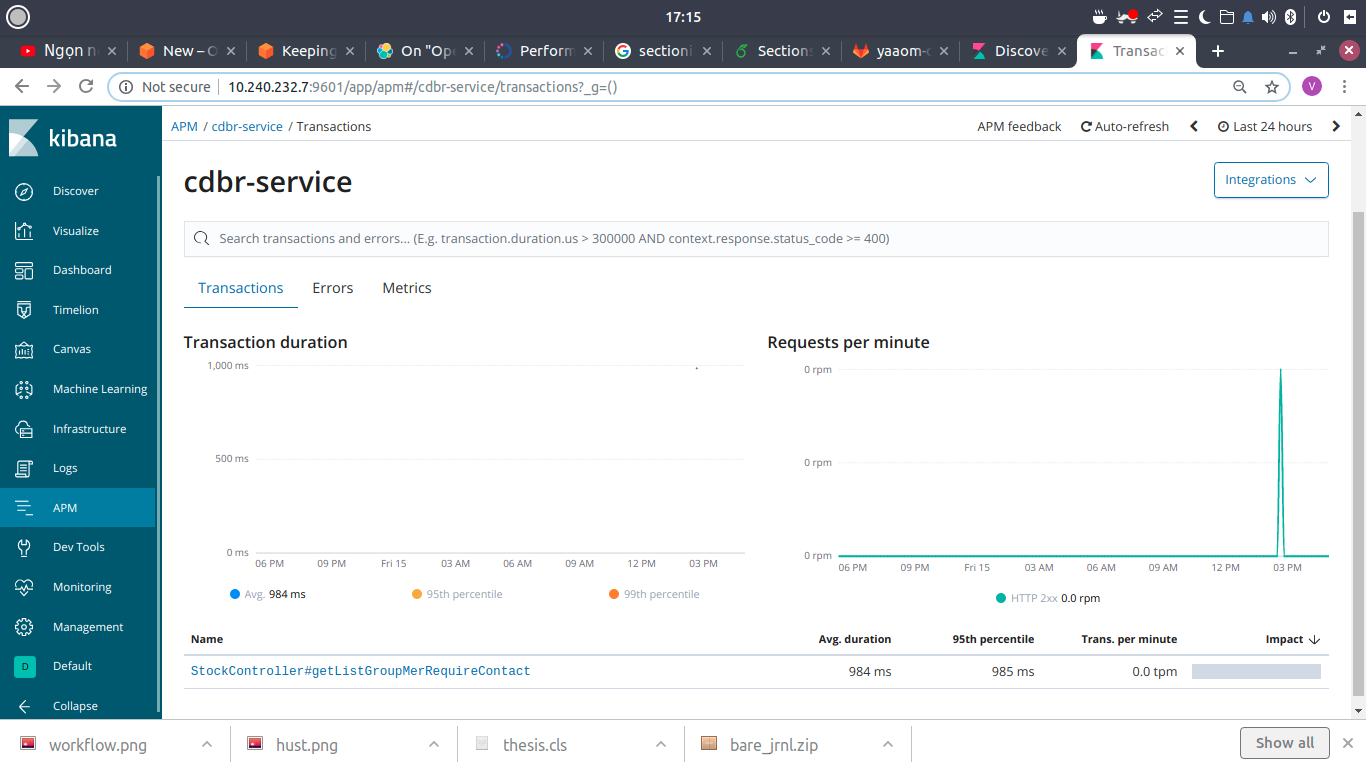 17:15
Ngọn n
New – O
Keeping
On "Ope
Perform
sectioni
Section
yaaom-
Discove
Transac
Not secure
10.240.232.7:9601/app/apm#/cdbr-service/transactions?_g=()
V
kibana
APM / cdbr-service / Transactions
APM feedback
Auto-refresh
Last 24 hours
Discover
Visualize
Dashboard
Timelion
Canvas
Machine Learning
Infrastructure
Logs
APM
Dev Tools
Monitoring
Management
D
Default
Collapse
cdbr-service
Integrations
Search transactions and errors... (E.g. transaction.duration.us > 300000 AND context.response.status_code >= 400)
Transactions
Errors
Metrics
Transaction duration
1,000 ms
500 ms
0 ms
06 PM
09 PM
Fri 15
03 AM
06 AM
09 AM
12 PM
03 PM
Avg. 984 ms
95th percentile
99th percentile
Requests per minute
0 rpm
0 rpm
0 rpm
06 PM
09 PM
Fri 15
03 AM
06 AM
09 AM
12 PM
03 PM
HTTP 2xx 0.0 rpm
Name
Avg. duration
95th percentile
Trans. per minute
Impact
StockController#getListGroupMerRequireContact
984 ms
985 ms
0.0 tpm
workflow.png
hust.png
thesis.cls
bare_jrnl.zip
Show all